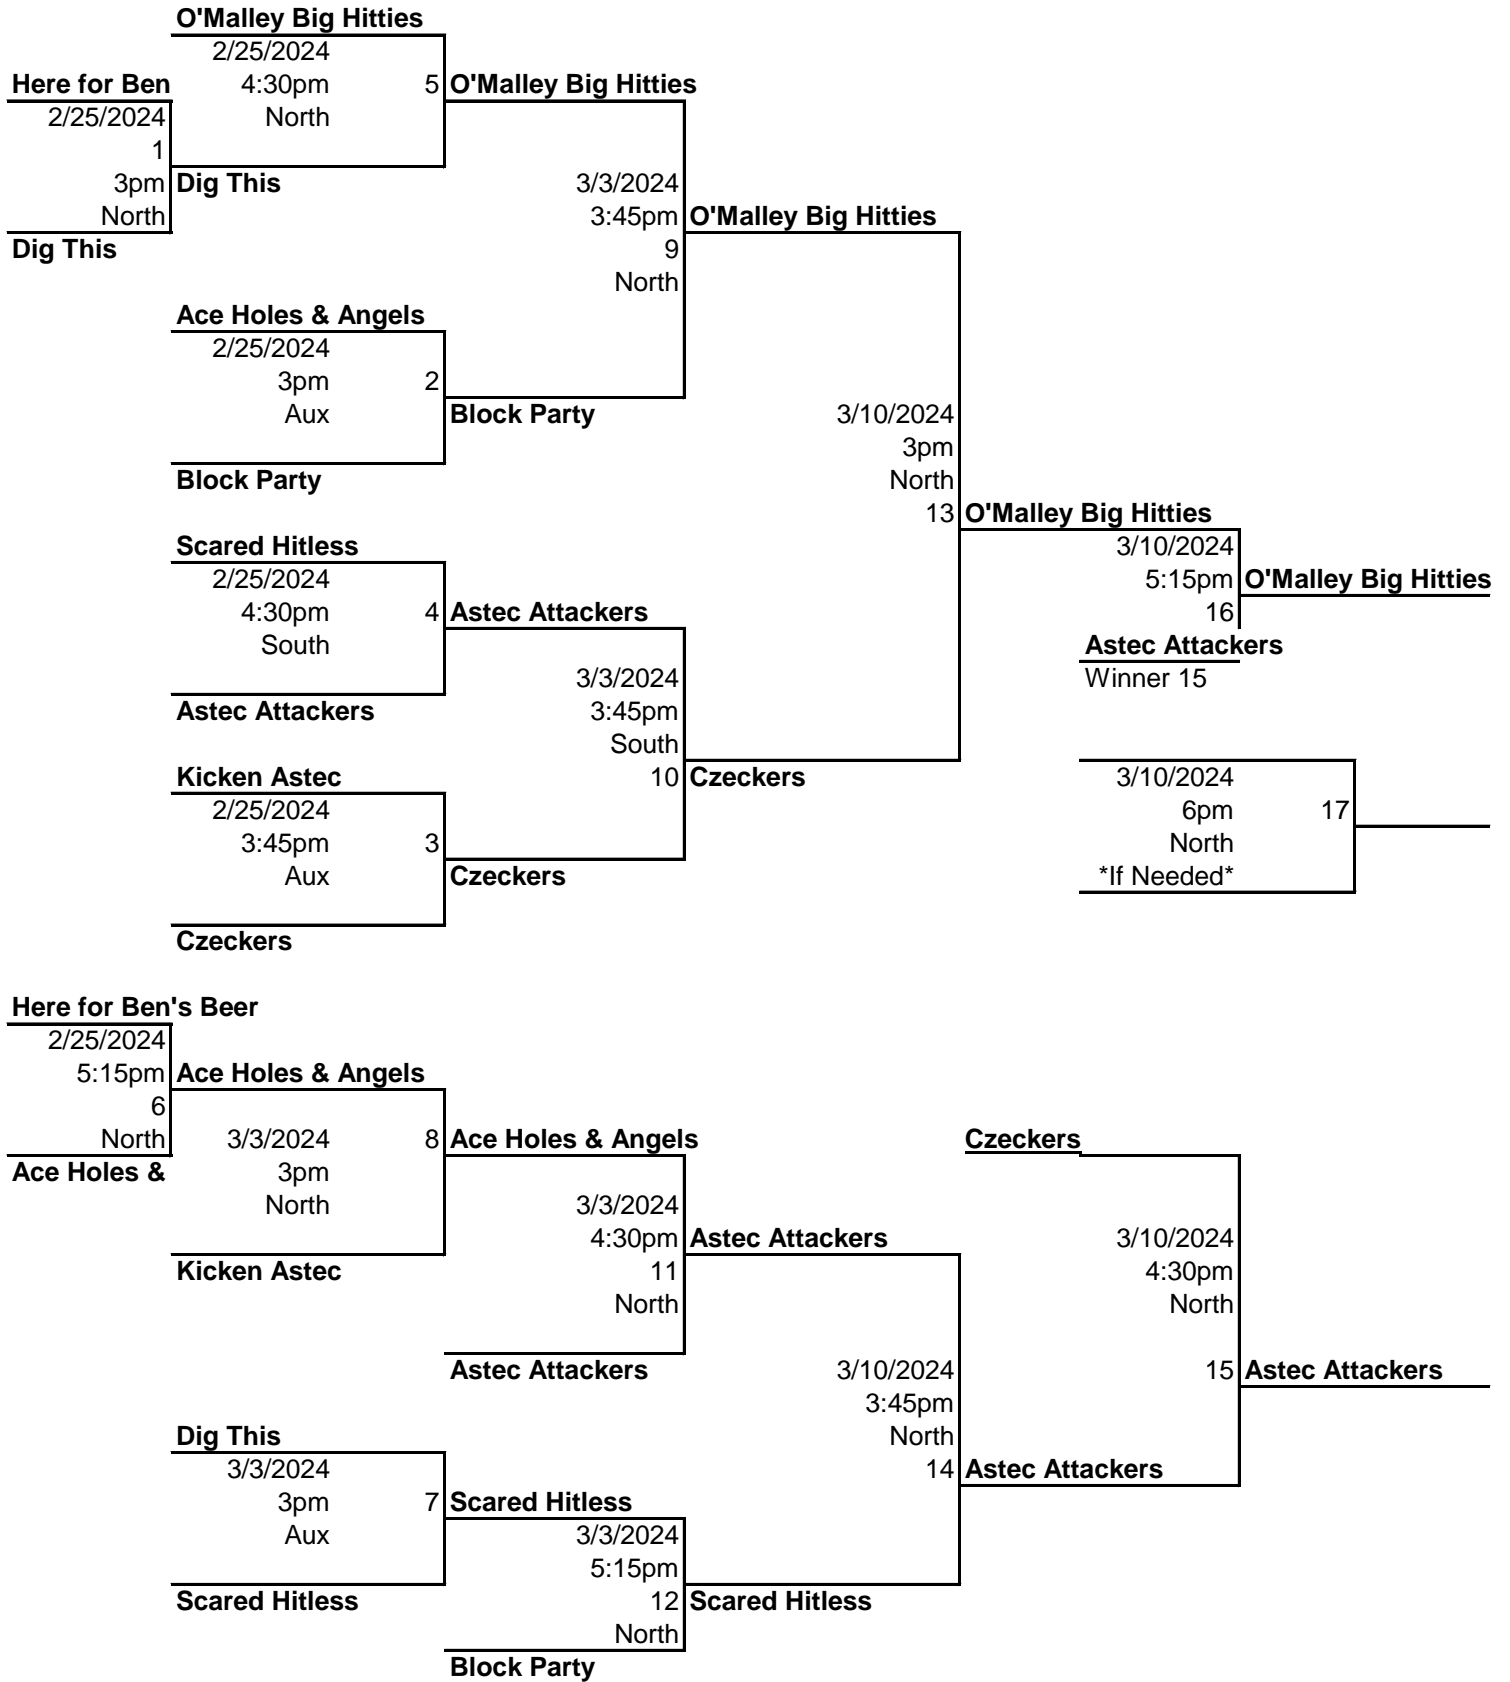 O'Malley Big Hitties
2/25/2024
Here for Ben 4:30pm 5 O'Malley Big Hitties
2/25/2024 North
1
3pm Dig This 3/3/2024
North 3:45pm O'Malley Big Hitties
Dig This 9
North
Ace Holes & Angels
2/25/2024
3pm 2
Aux Block Party 3/10/2024
3pm
Block Party North
13 O'Malley Big Hitties
Scared Hitless 3/10/2024
2/25/2024 5:15pm O'Malley Big Hitties
4:30pm 4 Astec Attackers 16
South Astec Attackers
3/3/2024 Winner 15
Astec Attackers 3:45pm
South
Kicken Astec 10 Czeckers 3/10/2024
2/25/2024 6pm 17
3:45pm 3 North
Aux Czeckers *If Needed*
Czeckers
Here for Ben's Beer
2/25/2024
5:15pm Ace Holes & Angels
6
North 3/3/2024 8 Ace Holes & Angels Czeckers
Ace Holes & 3pm
North 3/3/2024
4:30pm Astec Attackers 3/10/2024
Kicken Astec 11 4:30pm
North North
Astec Attackers 3/10/2024 15 Astec Attackers
3:45pm
Dig This North
3/3/2024 14 Astec Attackers
3pm 7 Scared Hitless
Aux 3/3/2024
5:15pm
Scared Hitless 12 Scared Hitless
North
Block Party